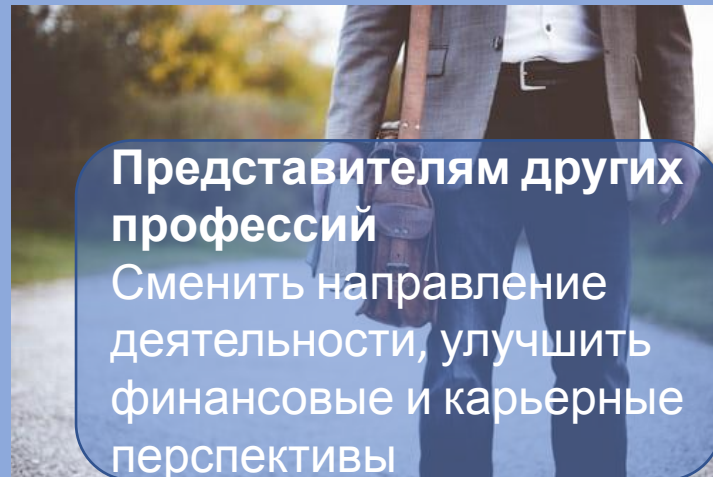 Представителям других
профессий
Сменить направление
деятельности, улучшить
финансовые и карьерные
перспективы